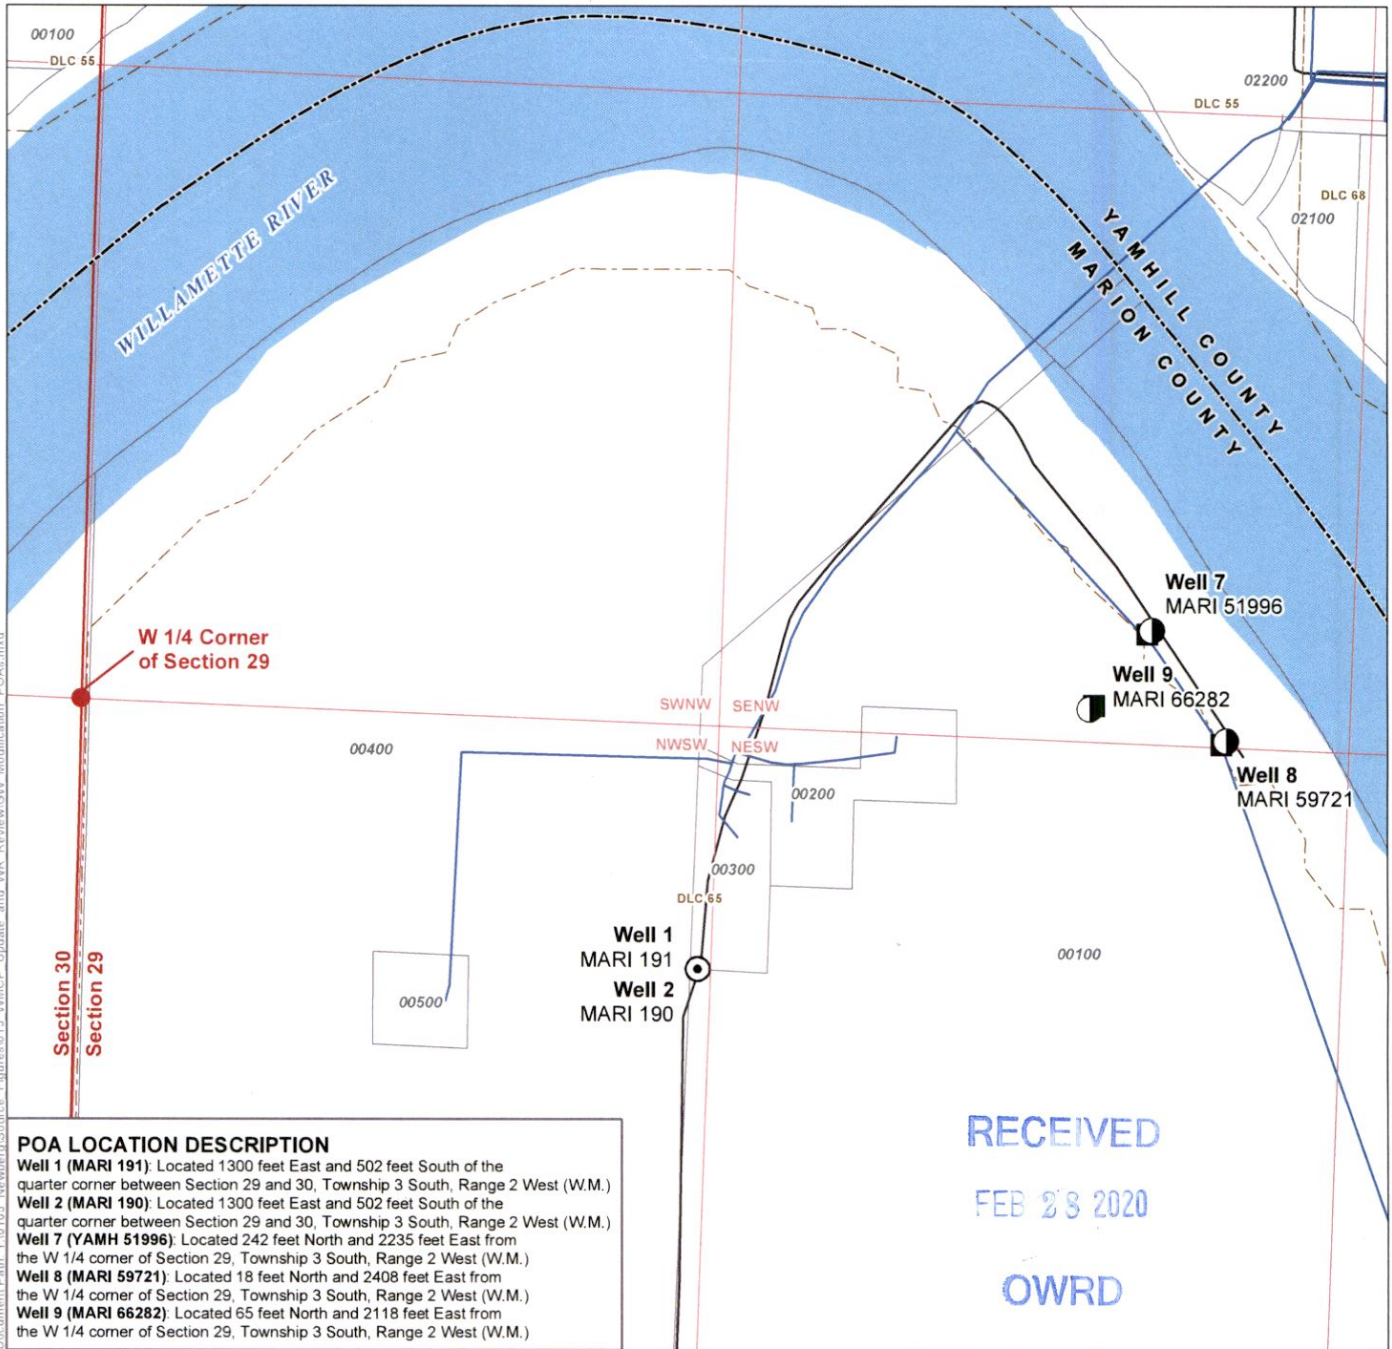 00100
DLC 55
02200
DLC 55
DLC 68
02100
WILLAMETTE RIVER
YAMHILL COUNTY
MARION COUNTY
Well 7
MARI 51996
W 1/4 Corner
of Section 29
Well 9
MARI 66282
SWNW
SENW
NWSW
NESW
00400
00200
Well 8
MARI 59721
00300
DLC 65
Well 1
MARI 191
Well 2
MARI 190
00100
00500
Section 30
Section 29
RECEIVED
FEB 28 2020
OWRD
POA LOCATION DESCRIPTION
Well 1 (MARI 191): Located 1300 feet East and 502 feet South of the
quarter corner between Section 29 and 30, Township 3 South, Range 2 West (W.M.)
Well 2 (MARI 190): Located 1300 feet East and 502 feet South of the
quarter corner between Section 29 and 30, Township 3 South, Range 2 West (W.M.)
Well 7 (YAMH 51996): Located 242 feet North and 2235 feet East from
the W 1/4 corner of Section 29, Township 3 South, Range 2 West (W.M.)
Well 8 (MARI 59721): Located 18 feet North and 2408 feet East from
the W 1/4 corner of Section 29, Township 3 South, Range 2 West (W.M.)
Well 9 (MARI 66282): Located 65 feet North and 2118 feet East from
the W 1/4 corner of Section 29, Township 3 South, Range 2 West (W.M.)